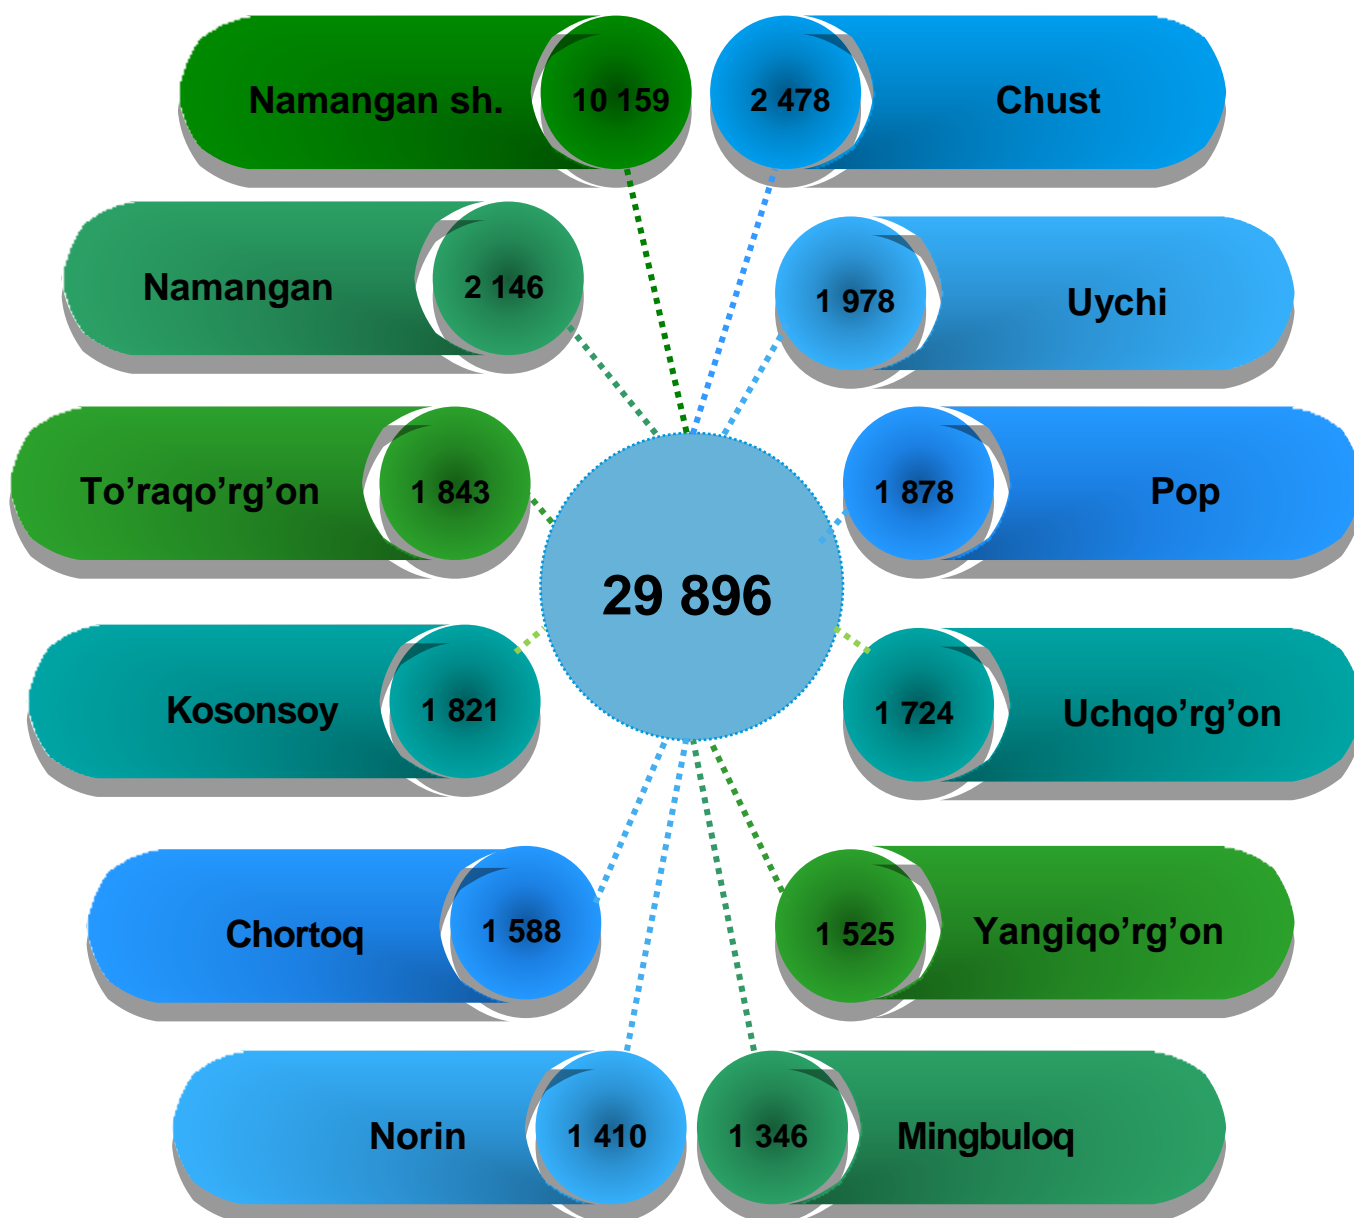 Namangan sh. 10 159
2 478 Chust
Namangan 2 146
1 978 Uychi
To’raqo’rg’on 1 843
1 878 Pop
29 896
Kosonsoy 1 821
1 724 Uchqo’rg’on
Chortoq 1 588
1 525 Yangiqo’rg’on
Norin 1 410
1 346 Mingbuloq